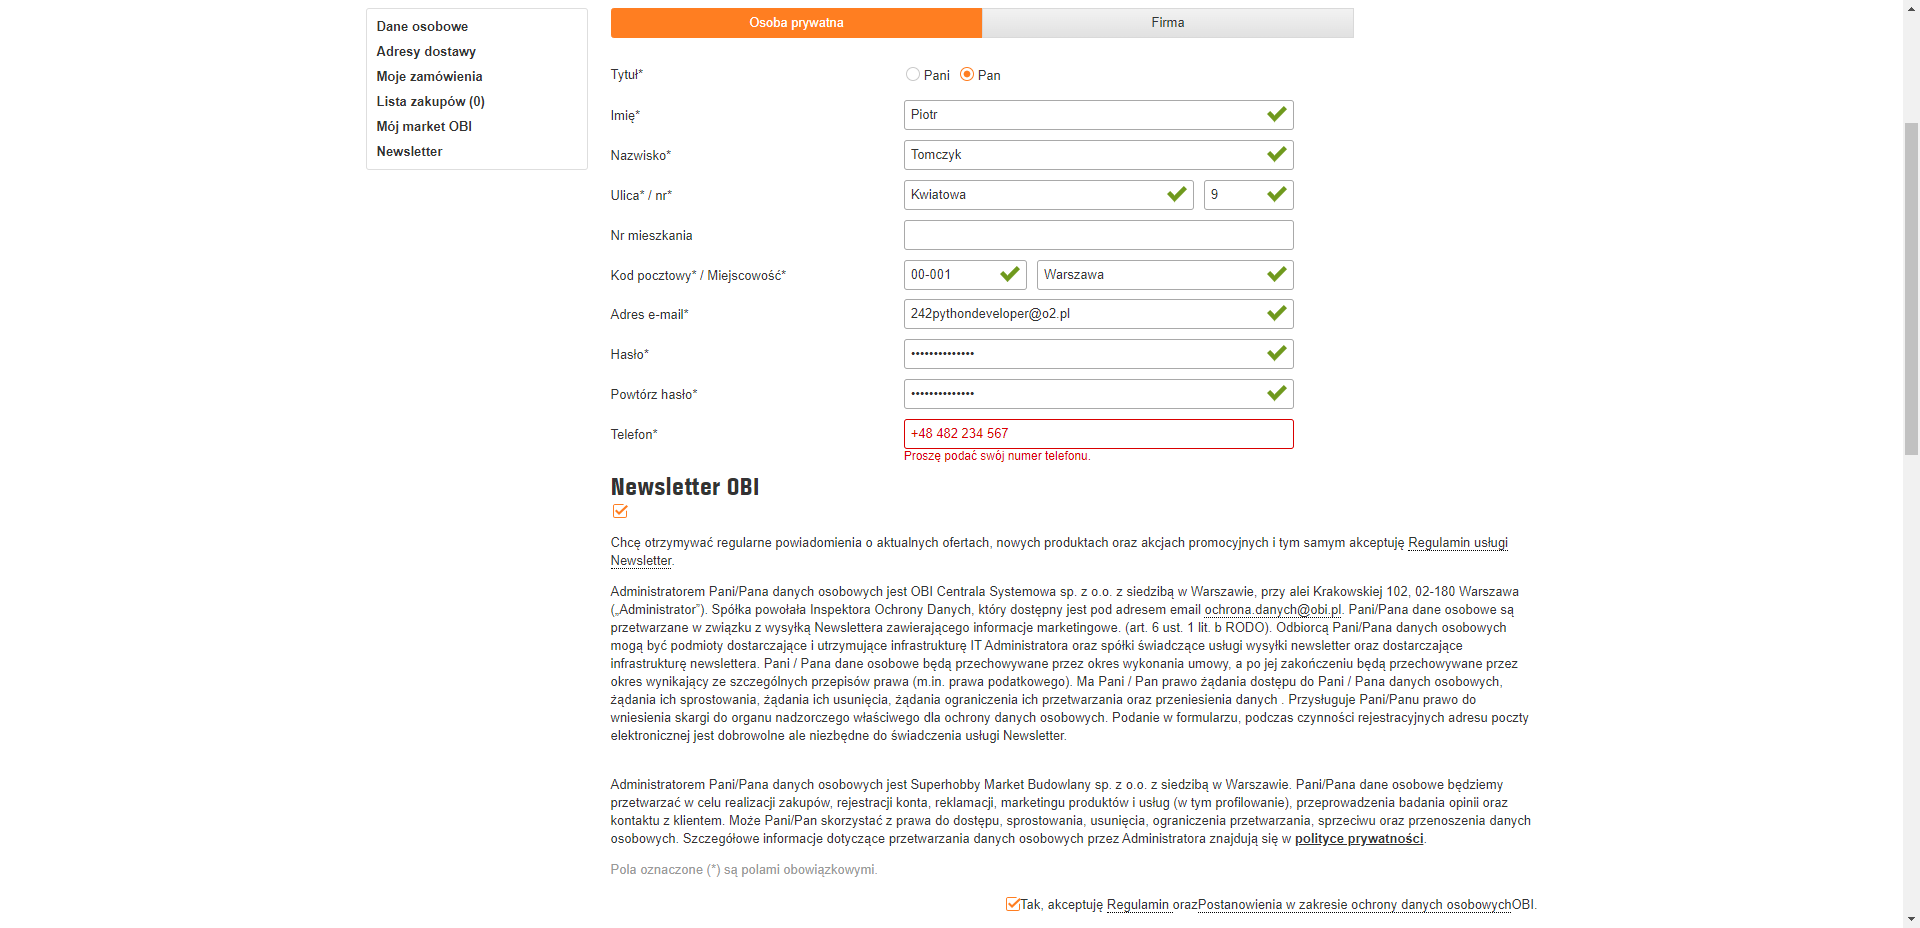 Dane osobowe
Adresy dostawy
Moje zamówienia
Lista zakupów (0)
Mój market OBI
Newsletter
Osoba prywatna
Firma
Tytuł*
Pani
Pan
Imię*
Piotr
Nazwisko*
Tomczyk
Ulica* / nr*
Kwiatowa
9
Nr mieszkania
Kod pocztowy* / Miejscowość*
00-001
Warszawa
Adres e-mail*
242pythondeveloper@o2.pl
Hasło*
••••••••••••••
Powtórz hasło*
••••••••••••••
Telefon*
+48 482 234 567
Proszę podać swój numer telefonu.
Newsletter OBI
Chcę otrzymywać regularne powiadomienia o aktualnych ofertach, nowych produktach oraz akcjach promocyjnych i tym samym akceptuję Regulamin usługi
Newsletter.
Administratorem Pani/Pana danych osobowych jest OBI Centrala Systemowa sp. z o.o. z siedzibą w Warszawie, przy alei Krakowskiej 102, 02-180 Warszawa
(„Administrator”). Spółka powołała Inspektora Ochrony Danych, który dostępny jest pod adresem email ochrona.danych@obi.pl. Pani/Pana dane osobowe są
przetwarzane w związku z wysyłką Newslettera zawierającego informacje marketingowe. (art. 6 ust. 1 lit. b RODO). Odbiorcą Pani/Pana danych osobowych
mogą być podmioty dostarczające i utrzymujące infrastrukturę IT Administratora oraz spółki świadczące usługi wysyłki newsletter oraz dostarczające
infrastrukturę newslettera. Pani / Pana dane osobowe będą przechowywane przez okres wykonania umowy, a po jej zakończeniu będą przechowywane przez
okres wynikający ze szczególnych przepisów prawa (m.in. prawa podatkowego). Ma Pani / Pan prawo żądania dostępu do Pani / Pana danych osobowych,
żądania ich sprostowania, żądania ich usunięcia, żądania ograniczenia ich przetwarzania oraz przeniesienia danych . Przysługuje Pani/Panu prawo do
wniesienia skargi do organu nadzorczego właściwego dla ochrony danych osobowych. Podanie w formularzu, podczas czynności rejestracyjnych adresu poczty
elektronicznej jest dobrowolne ale niezbędne do świadczenia usługi Newsletter.
Administratorem Pani/Pana danych osobowych jest Superhobby Market Budowlany sp. z o.o. z siedzibą w Warszawie. Pani/Pana dane osobowe będziemy
przetwarzać w celu realizacji zakupów, rejestracji konta, reklamacji, marketingu produktów i usług (w tym profilowanie), przeprowadzenia badania opinii oraz
kontaktu z klientem. Może Pani/Pan skorzystać z prawa do dostępu, sprostowania, usunięcia, ograniczenia przetwarzania, sprzeciwu oraz przenoszenia danych
osobowych. Szczegółowe informacje dotyczące przetwarzania danych osobowych przez Administratora znajdują się w polityce prywatności.
Pola oznaczone (*) są polami obowiązkowymi.
Tak, akceptuję Regulamin orazPostanowienia w zakresie ochrony danych osobowychOBI.